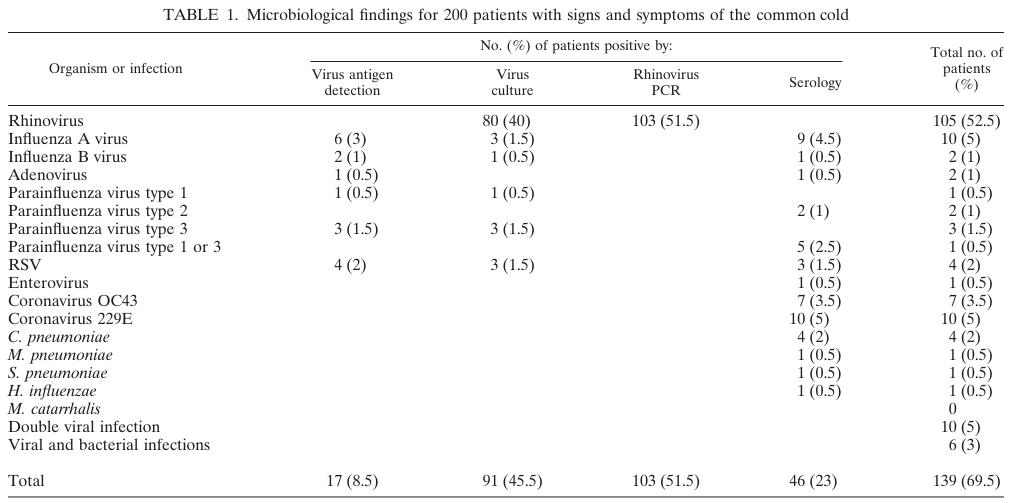 TABLE 1. Microbiological findings for 200 patients with signs and symptoms of the common cold
Organism or infection No. (%) of patients positive by: Total no. of patients (%)
Virus antigen detection Virus culture Rhinovirus PCR Serology
Rhinovirus 80 (40) 103 (51.5) 105 (52.5)
Influenza A virus 6 (3) 3 (1.5) 9 (4.5) 10 (5)
Influenza B virus 2 (1) 1 (0.5) 1 (0.5) 2 (1)
Adenovirus 1 (0.5) 1 (0.5) 2 (1)
Parainfluenza virus type 1 1 (0.5) 1 (0.5) 1 (0.5)
Parainfluenza virus type 2 2 (1) 2 (1)
Parainfluenza virus type 3 3 (1.5) 3 (1.5) 3 (1.5)
Parainfluenza virus type 1 or 3 5 (2.5) 1 (0.5)
RSV 4 (2) 3 (1.5) 3 (1.5) 4 (2)
Enterovirus 1 (0.5) 1 (0.5)
Coronavirus OC43 7 (3.5) 7 (3.5)
Coronavirus 229E 10 (5) 10 (5)
C. pneumoniae 4 (2) 4 (2)
M. pneumoniae 1 (0.5) 1 (0.5)
S. pneumoniae 1 (0.5) 1 (0.5)
H. influenzae 1 (0.5) 1 (0.5)
M. catarrhalis 0
Double viral infection 10 (5)
Viral and bacterial infections 6 (3)
Total 17 (8.5) 91 (45.5) 103 (51.5) 46 (23) 139 (69.5)